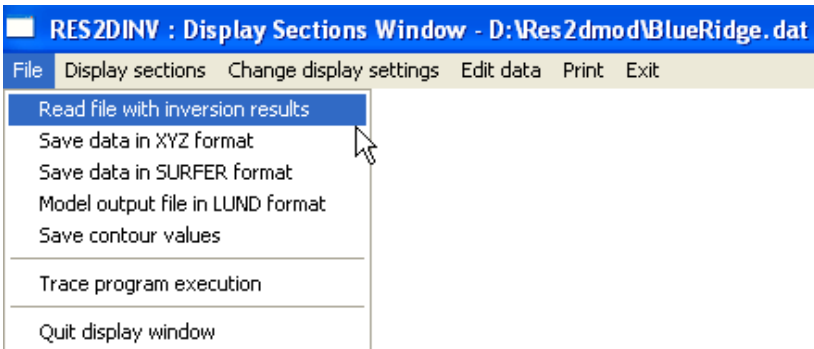 RES2DINV : Display Sections Window - D:\Res2dmod\BlueRidge.dat
File Display sections Change display settings Edit data Print Exit
Read file with inversion results
Save data in XYZ format
Save data in SURFER format
Model output file in LUND format
Save contour values
Trace program execution
Quit display window